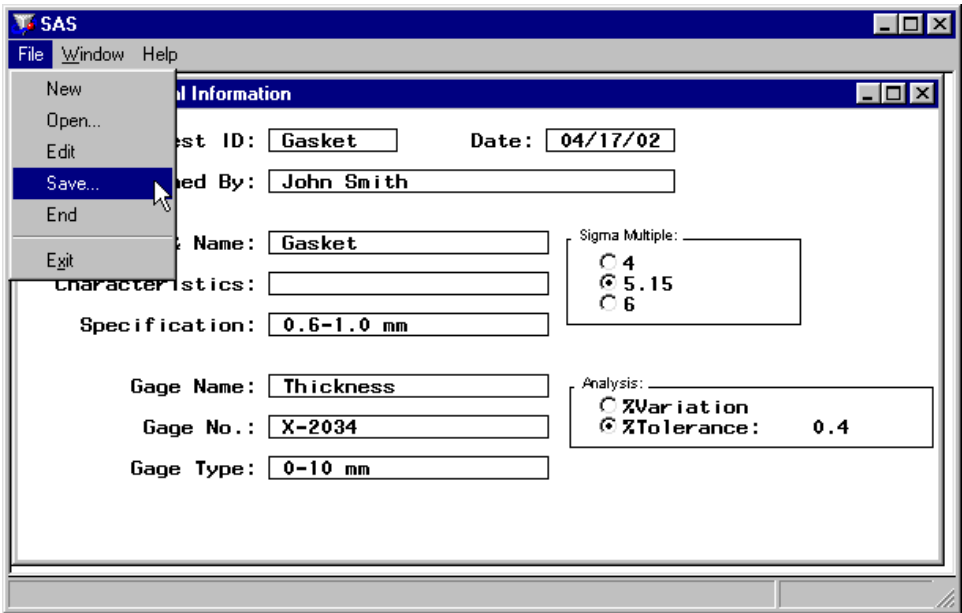 SAS
File Window Help
New
Open...
Edit
Save...
End
Exit
l Information
est ID: Gasket Date: 04/17/02
ed By: John Smith
& Name: Gasket
Characteristics:
Specification: 0.6-1.0 mm
Sigma Multiple:
4
5.15
6
Gage Name: Thickness
Gage No.: X-2034
Gage Type: 0-10 mm
Analysis:
%Variation
%Tolerance: 0.4